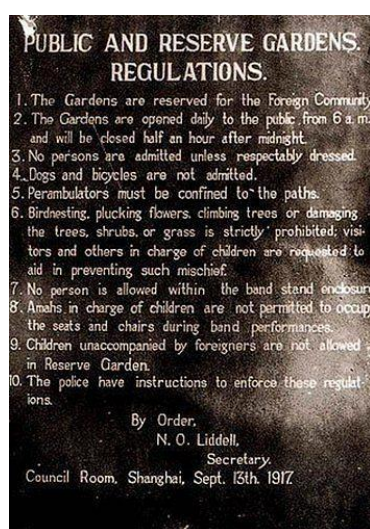 PUBLIC AND RESERVE GARDENS.
REGULATIONS.
1. The Gardens are reserved for the Foreign Community
2. The Gardens are opened daily to the public, from 6 a.m.
and will be closed half an hour after midnight.
3. No persons are admitted unless respectably dressed.
4. Dogs and bicycles are not admitted.
5. Perambulators must be confined to the paths.
6. Birdnesting, plucking flowers, climbing trees or damaging
the trees, shrubs, or grass is strictly prohibited; visi-
tors and others in charge of children are requested to
aid in preventing such mischief.
7. No person is allowed within the band stand enclosure
8. Amahs in charge of children are not permitted to occupy
the seats and chairs during band performances.
9. Children unaccompanied by foreigners are not allowed
in Reserve Garden.
10. The police have instructions to enforce these regulat-
ions.
By Order,
N. O. Liddell,
Secretary.
Council Room, Shanghai, Sept. 13th. 1917.